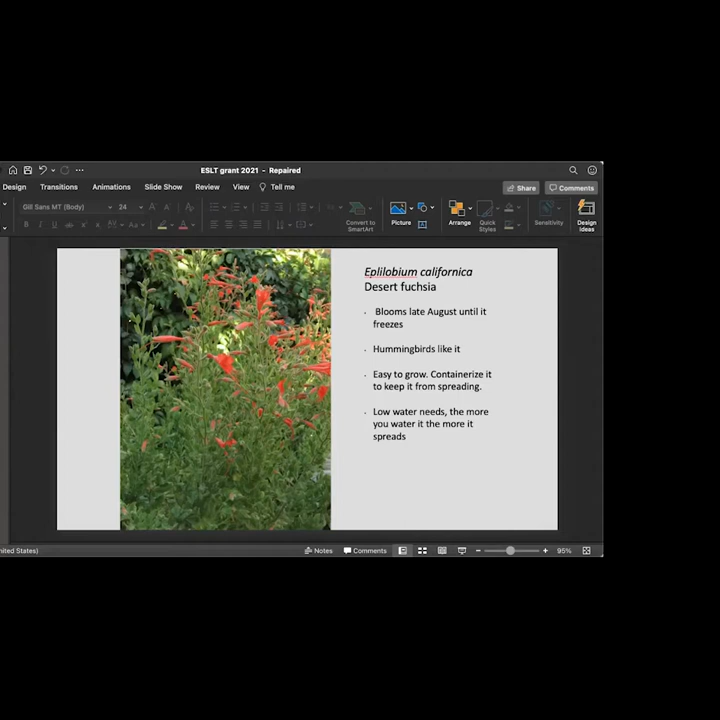 ESLT grant 2021 - Repaired
Design Transitions Animations Slide Show Review View Tell me
Share Comments
Gill Sans MT (Body) 24
Convert to
SmartArt
Picture
Arrange
Quick
Styles
Sensitivity
Design
Ideas
Eplilobium californica
Desert fuchsia
Blooms late August until it
freezes
Hummingbirds like it
Easy to grow. Containerize it
to keep it from spreading.
Low water needs, the more
you water it the more it
spreads
nited States) Notes Comments 95%